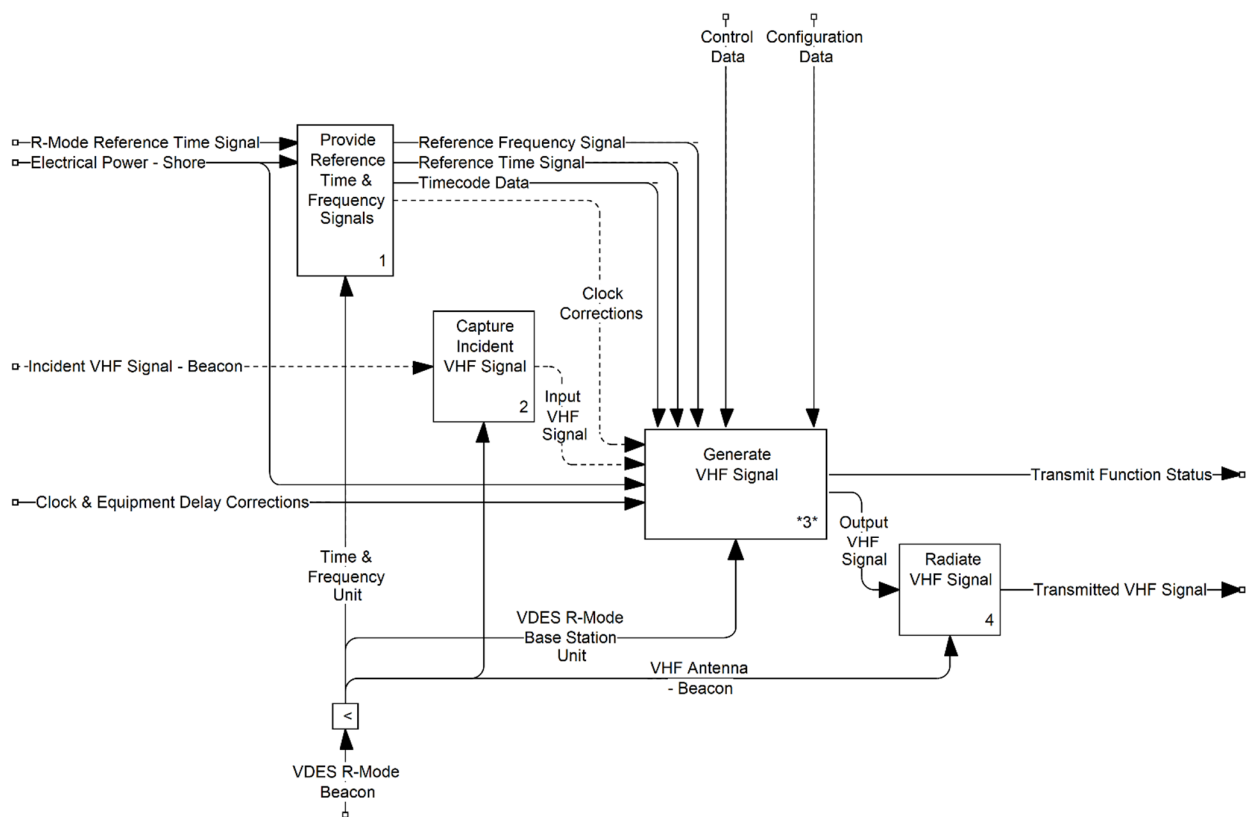 Control
Data
Configuration
Data
R-Mode Reference Time Signal
Electrical Power - Shore
Provide
Reference
Time &
Frequency
Signals
1
Reference Frequency Signal
Reference Time Signal
Timecode Data
Clock
Corrections
Incident VHF Signal - Beacon
Capture
Incident
VHF Signal
2
Input
VHF
Signal
Clock & Equipment Delay Corrections
Generate
VHF Signal
*3*
Transmit Function Status
Output
VHF
Signal
Radiate
VHF Signal
4
Transmitted VHF Signal
Time &
Frequency
Unit
VDES R-Mode
Base Station
Unit
VHF Antenna
- Beacon
<
VDES R-Mode
Beacon